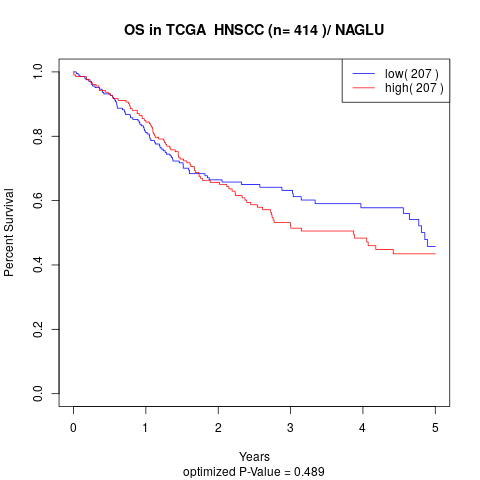 OS in TCGA  HNSCC (n= 414 )/ NAGLU
low( 207 )
high( 207 )
Percent Survival
1.0
0.8
0.6
0.4
0.2
0.0
0 1 2 3 4 5
Years
optimized P-Value = 0.489